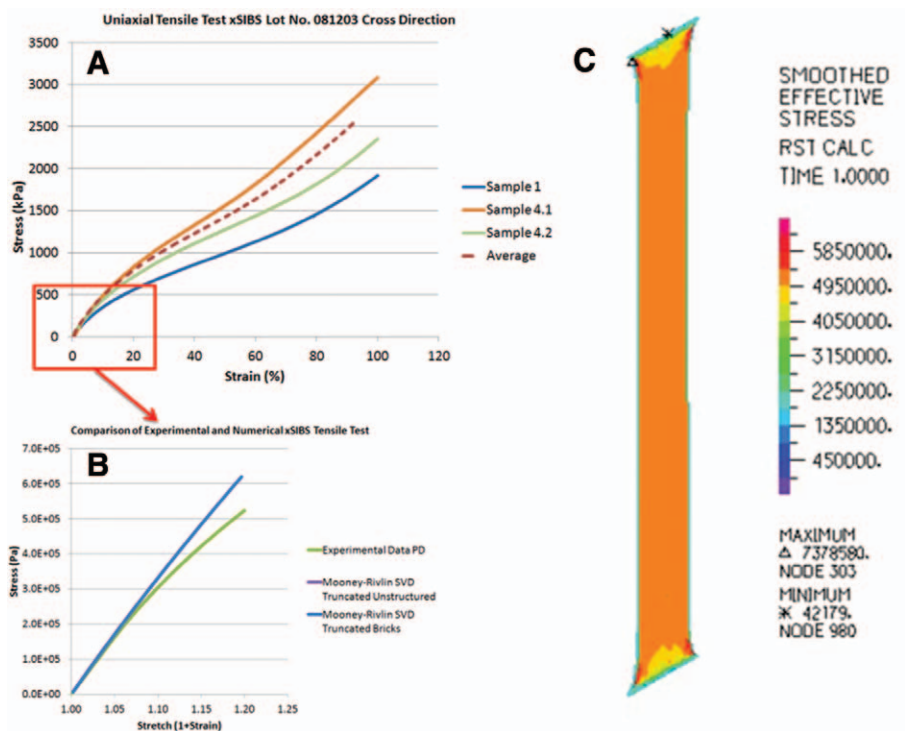 Uniaxial Tensile Test xSIBS Lot No. 081203 Cross Direction
A
3500
3000
2500
2000
1500
1000
500
0
Stress (kPa)
0 20 40 60 80 100 120
Strain (%)
Sample 1
Sample 4.1
Sample 4.2
Average
Comparison of Experimental and Numerical xSIBS Tensile Test
B
7.0E+05
6.0E+05
5.0E+05
4.0E+05
3.0E+05
2.0E+05
1.0E+05
0.0E+00
Stress (Pa)
1.00 1.05 1.10 1.15 1.20 1.25
Stretch (1+Strain)
Experimental Data PD
Mooney-Rivlin SVD
Truncated Unstructured
Mooney-Rivlin SVD
Truncated Bricks
C
SMOOTHED
EFFECTIVE
STRESS
RST CALC
TIME 1.0000
5850000.
4950000.
4050000.
3150000.
2250000.
1350000.
450000.
MAXIMUM
Δ 7378580.
NODE 303
MINIMUM
✳ 42179.
NODE 980